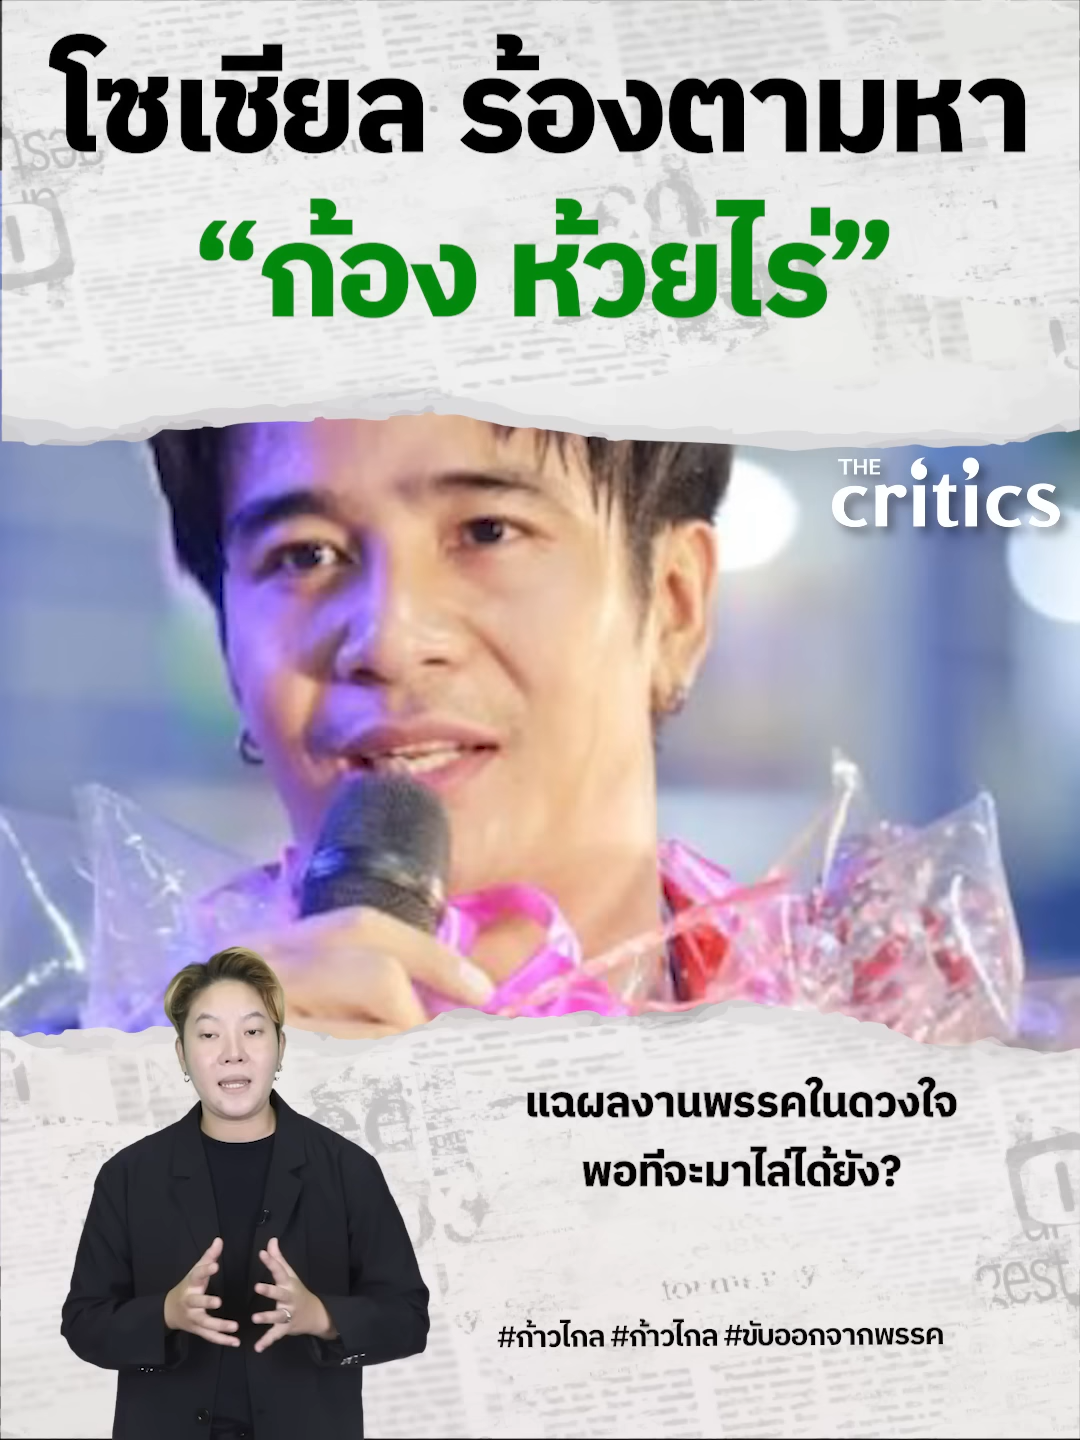 โซเชียล ร้องตามหา
“ก้อง ห้วยไร่”
THE
critics
แฉผลงานพรรคในดวงใจ
พอทีจะมาไล่ได้ยัง?
#ก้าวไกล #ก้าวไกล #ขับออกจากพรรค